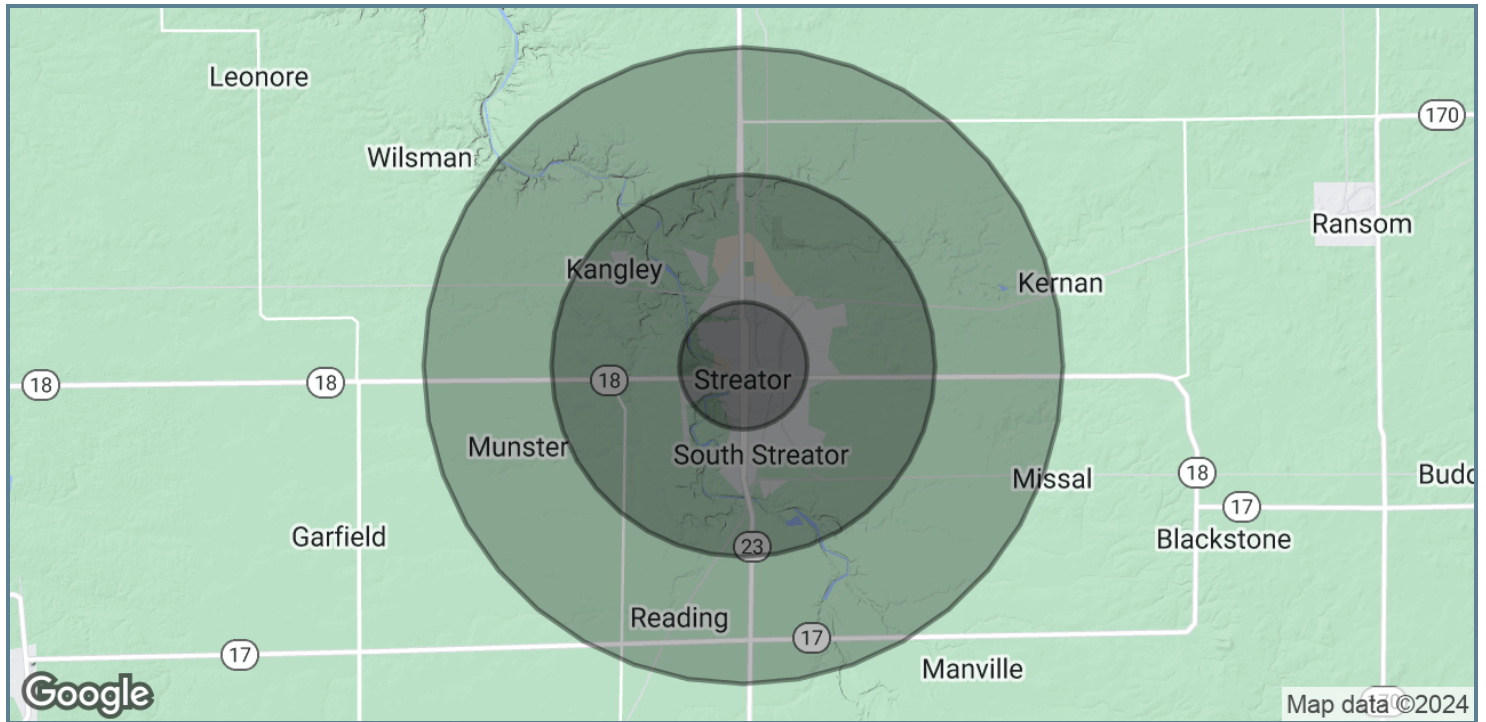 Leonore
170
Wilsman
Ransom
Kangley
Kernan
18
18
18
Streator
Munster
South Streator
Missal
18
Budd
17
Garfield
23
Blackstone
Reading
17
17
Manville
Google
170
Map data ©2024